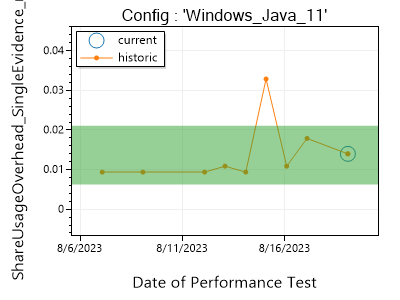 Config : 'Windows_Java_11'
ShareUsageOverhead_SingleEvidence_
current
historic
0.04
0.03
0.02
0.01
0
8/6/2023
8/11/2023
8/16/2023
Date of Performance Test